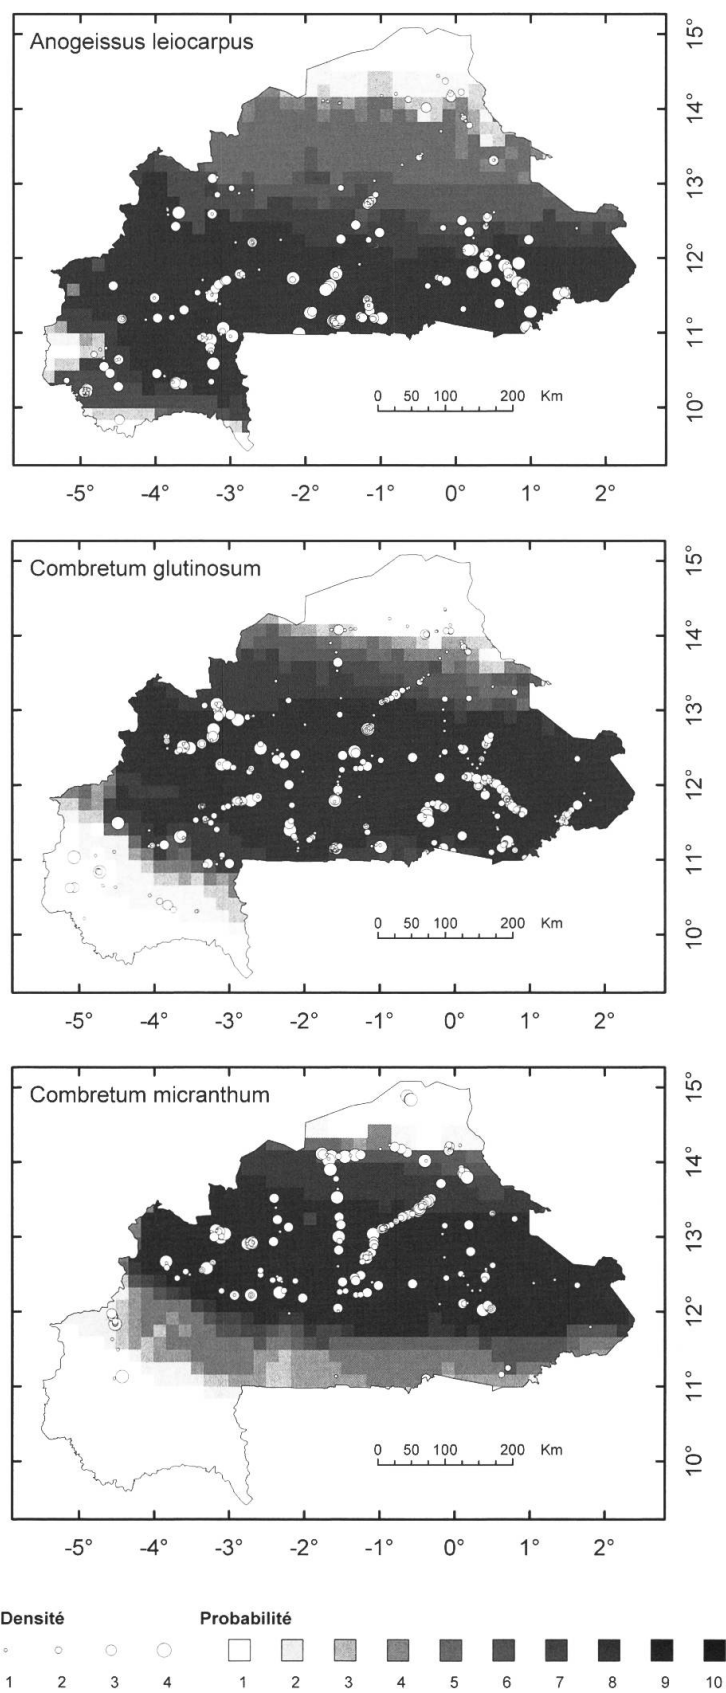 Anogeissus leiocarpus
15°
14°
13°
12°
11°
10°
0 50 100 200 Km
-5° -4° -3° -2° -1° 0° 1° 2°
Combretum glutinosum
15°
14°
13°
12°
11°
10°
0 50 100 200 Km
-5° -4° -3° -2° -1° 0° 1° 2°
Combretum micranthum
15°
14°
13°
12°
11°
10°
0 50 100 200 Km
-5° -4° -3° -2° -1° 0° 1° 2°
Densité Probabilité
1 2 3 4 1 2 3 4 5 6 7 8 9 10